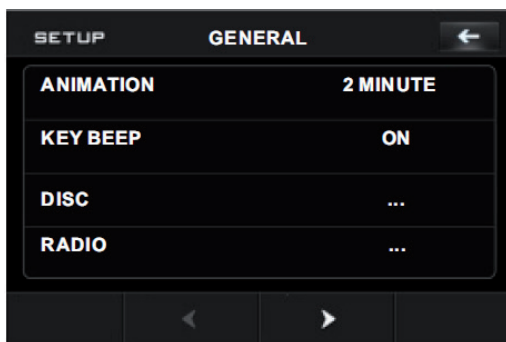 SETUP GENERAL
ANIMATION 2 MINUTE
KEY BEEP ON
DISC ...
RADIO ...